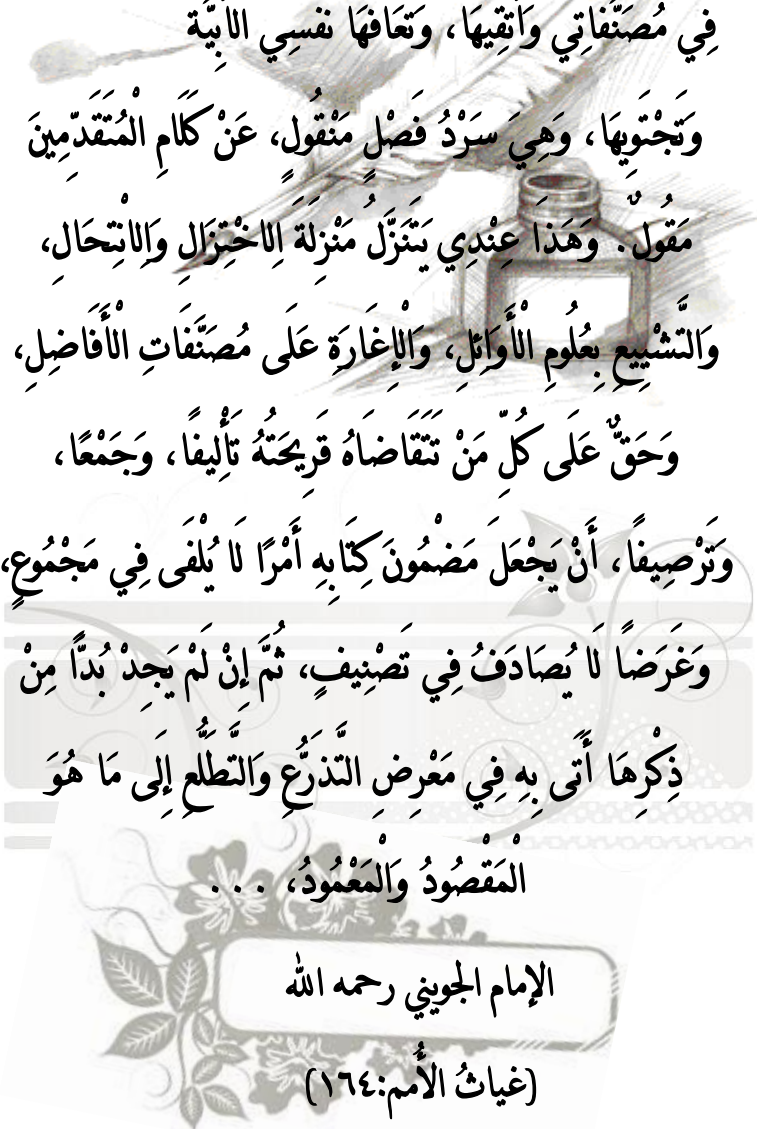 فِي مُصَنَّفَاتِي وَأَتَّقِيهَا، وَتَعَافُهَا نَفْسِي الْأَبِيَّةُ
وَتَجْتَوِيهَا، وَهِيَ سَرْدُ فَصْلٍ مَنْقُولٍ، عَنْ كَلَامِ الْمُتَقَدِّمِينَ
مَقُولٌ. وَهَذَا عِنْدِي يَتَنَزَّلُ مَنْزِلَةَ الِاخْتِزَالِ وَالِانْتِحَالِ،
وَالتَّشْيِيعِ بِعُلُومِ الْأَوَائِلِ، وَالْإِغَارَةِ عَلَى مُصَنَّفَاتِ الْأَفَاضِلِ،
وَحَقٌّ عَلَى كُلِّ مَنْ تَتَقَاضَاهُ قَرِيحَتُهُ تَأْلِيفًا، وَجَمْعًا،
وَتَرْصِيفًا، أَنْ يَجْعَلَ مَضْمُونَ كِتَابِهِ أَمْرًا لَا يُلْفَى فِي مَجْمُوعٍ،
وَغَرَضًا لَا يُصَادَفُ فِي تَصْنِيفٍ، ثُمَّ إِنْ لَمْ يَجِدْ بُدًّا مِنْ
ذِكْرِهَا أَتَى بِهِ فِي مَعْرِضِ التَّذَرُّعِ وَالتَّطَلُّعِ إِلَى مَا هُوَ
الْمَقْصُودُ وَالْمَعْمُودُ، . . .
الإمام الجويني رحمه الله
(غياثُ الأُمم:١٦٤)